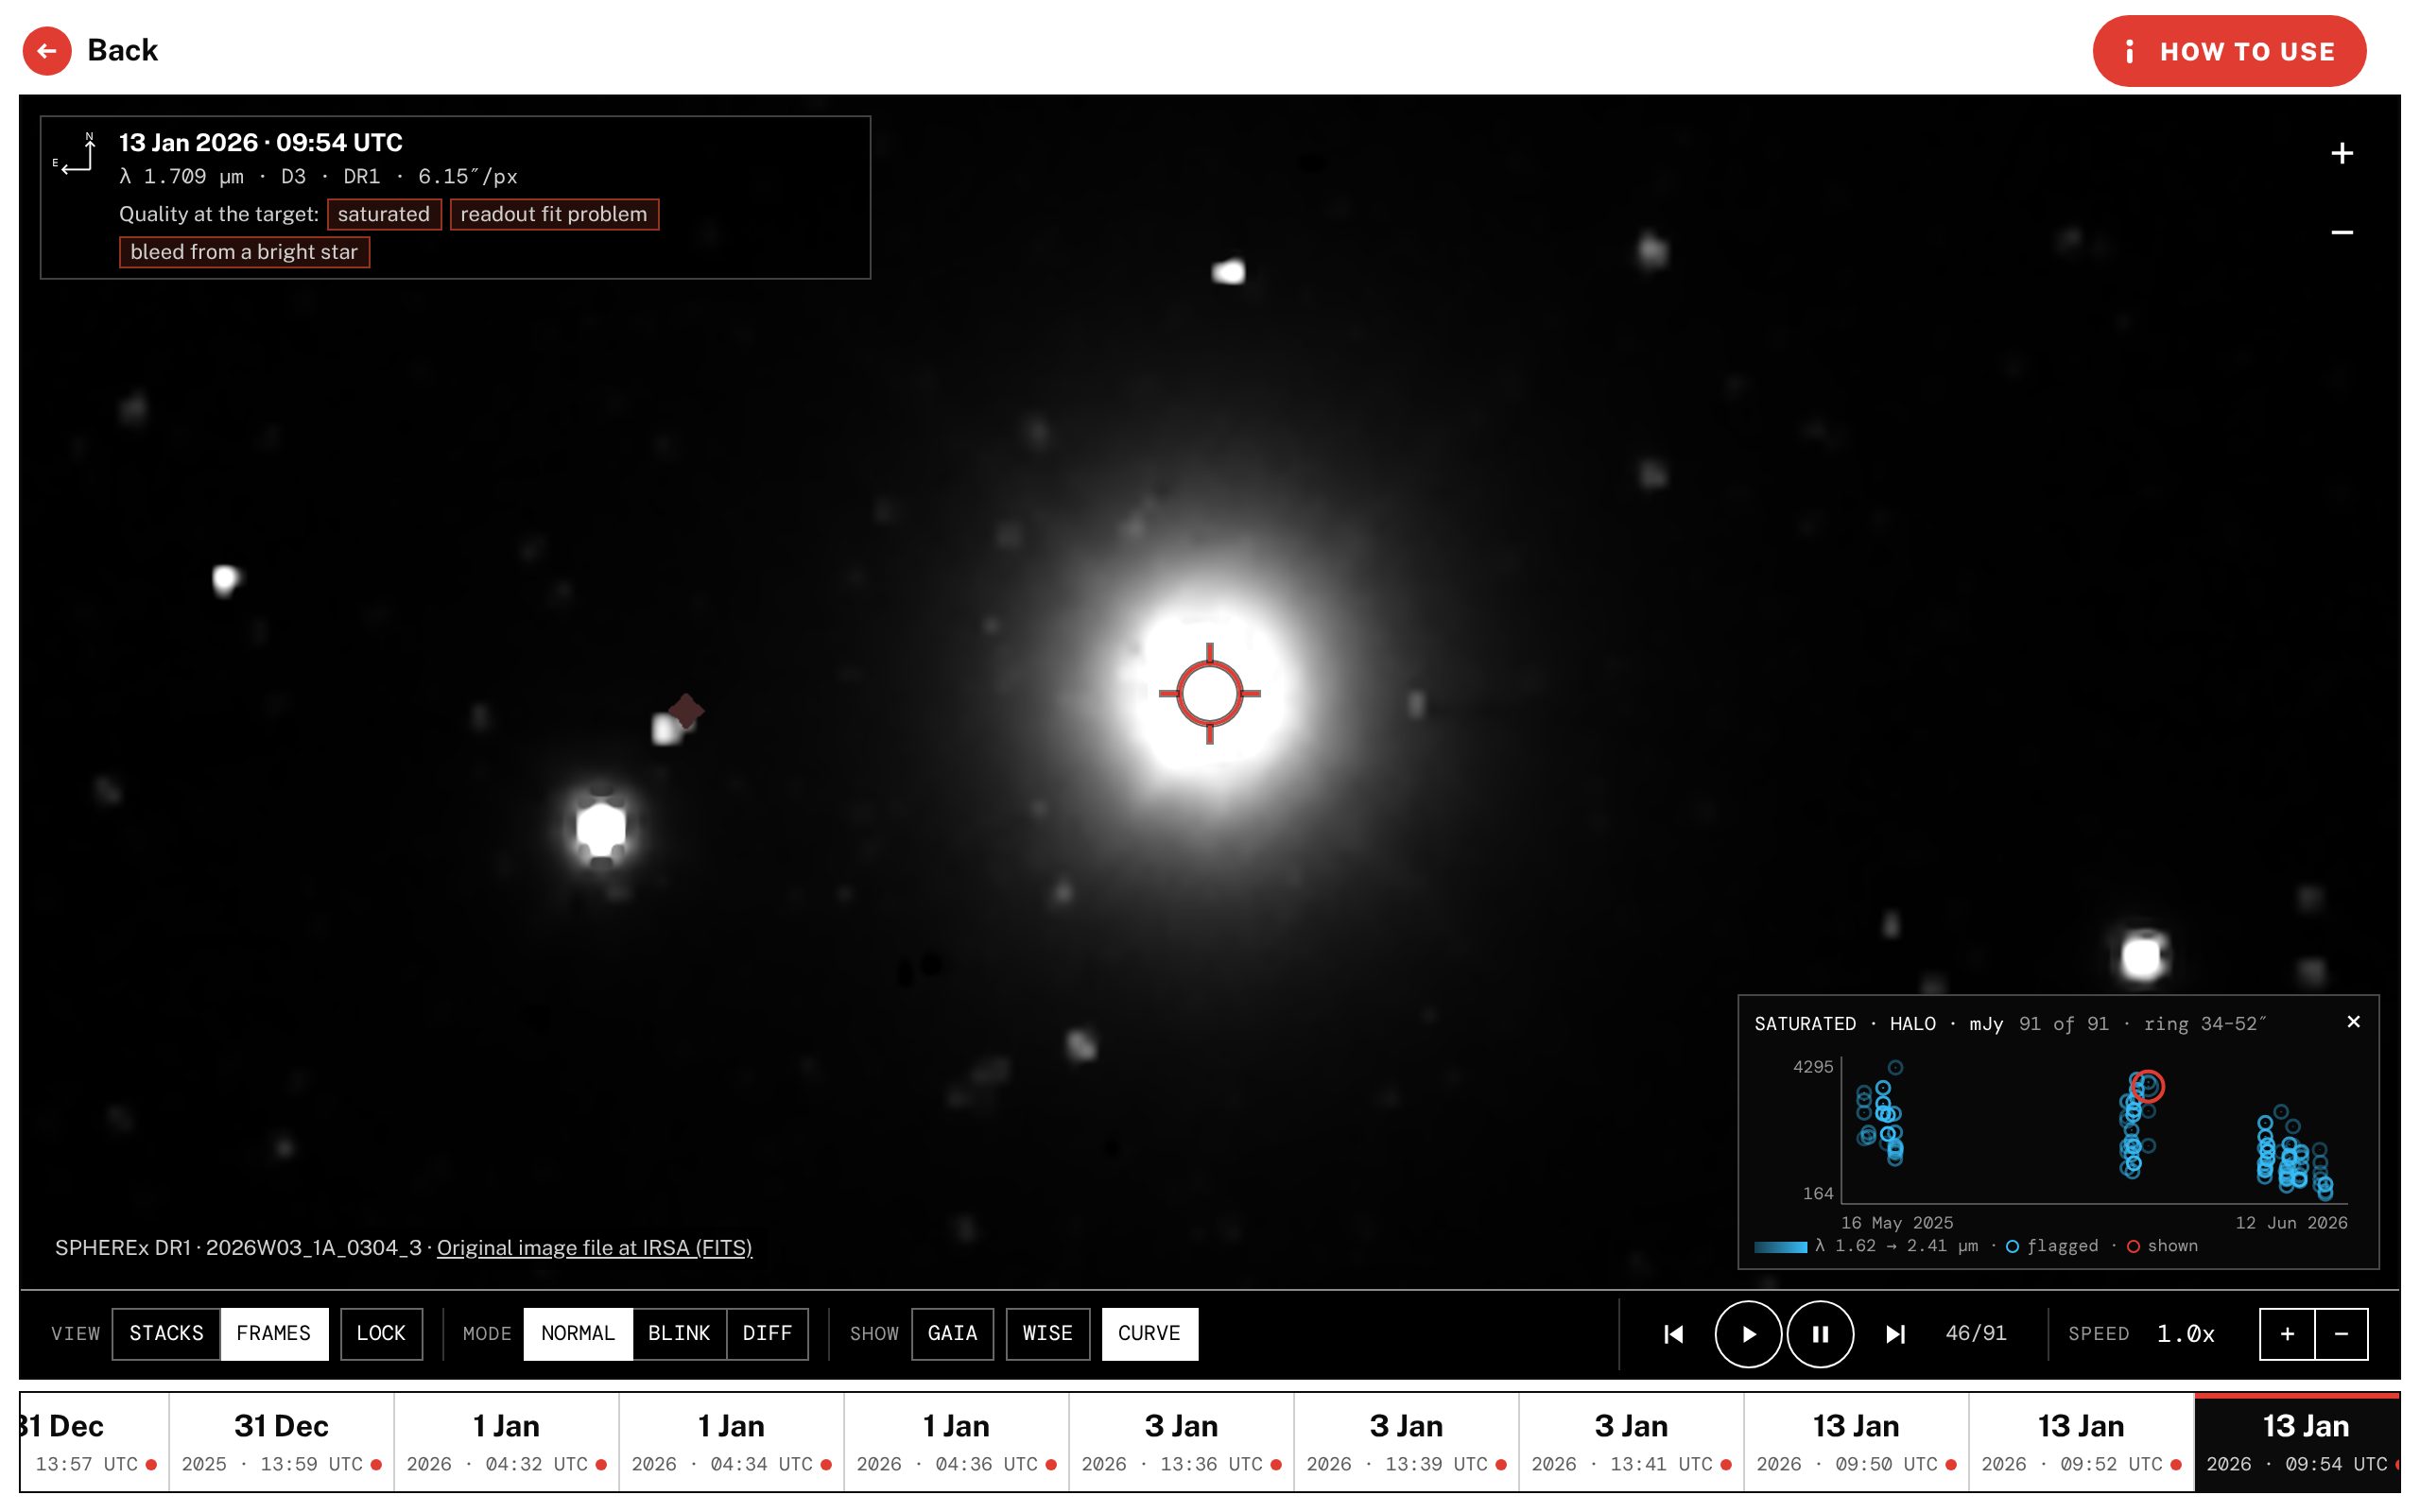 Back
HOW TO USE
N
E
13 Jan 2026 · 09:54 UTC
λ 1.709 µm · D3 · DR1 · 6.15″/px
Quality at the target: saturated readout fit problem
bleed from a bright star
+
−
SATURATED · HALO · mJy 91 of 91 · ring 34–52″ ×
4295
164
16 May 2025 12 Jun 2026
λ 1.62 → 2.41 µm · flagged · shown
SPHEREx DR1 · 2026W03_1A_0304_3 · Original image file at IRSA (FITS)
VIEW STACKS FRAMES LOCK MODE NORMAL BLINK DIFF SHOW GAIA WISE CURVE 46/91 SPEED 1.0x + −
31 Dec 31 Dec 1 Jan 1 Jan 1 Jan 3 Jan 3 Jan 3 Jan 13 Jan 13 Jan 13 Jan
13:57 UTC 2025 · 13:59 UTC 2026 · 04:32 UTC 2026 · 04:34 UTC 2026 · 04:36 UTC 2026 · 13:36 UTC 2026 · 13:39 UTC 2026 · 13:41 UTC 2026 · 09:50 UTC 2026 · 09:52 UTC 2026 · 09:54 UTC